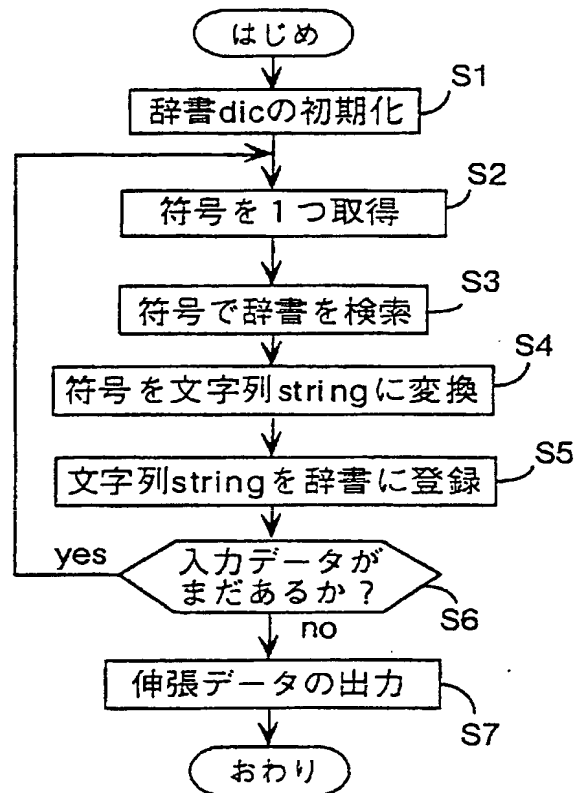 はじめ
S1
辞書dicの初期化
S2
符号を1つ取得
S3
符号で辞書を検索
S4
符号を文字列stringに変換
S5
文字列stringを辞書に登録
yes
入力データが
まだあるか?
S6
no
伸張データの出力
S7
おわり